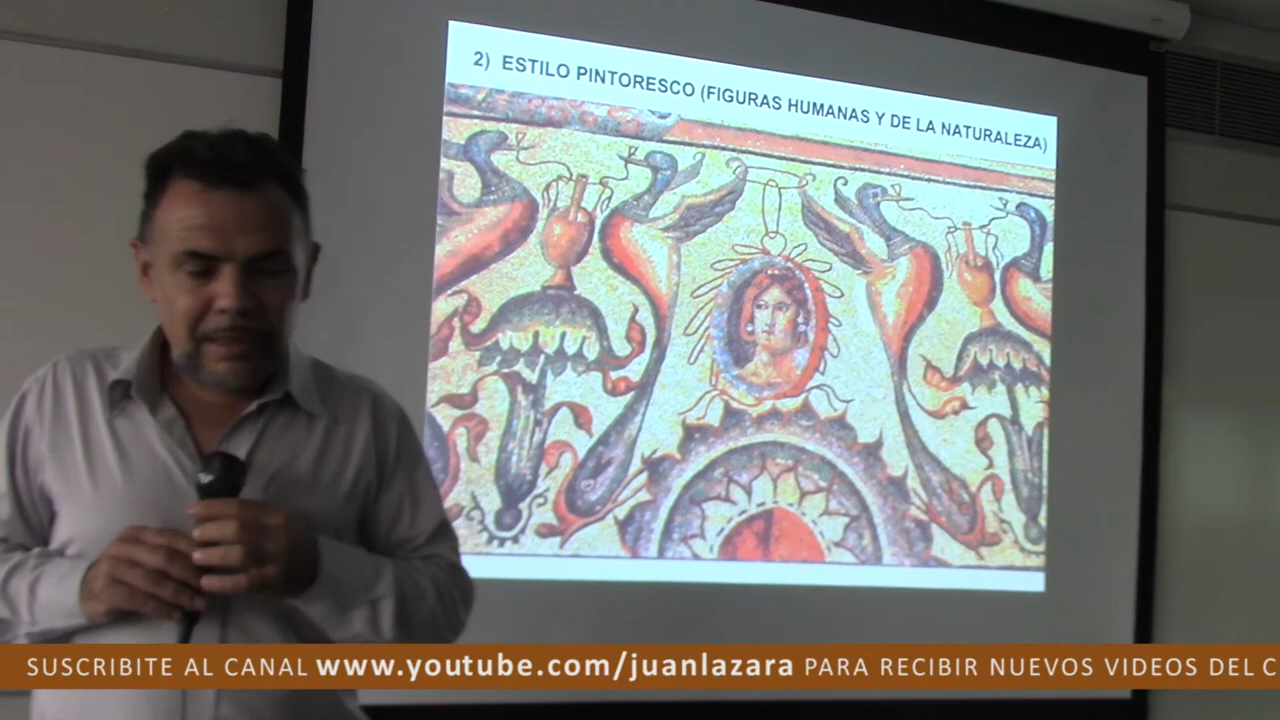 2) ESTILO PINTORESCO (FIGURAS HUMANAS Y DE LA NATURALEZA)
SUSCRIBITE AL CANAL www.youtube.com/juanlazara PARA RECIBIR NUEVOS VIDEOS DEL C